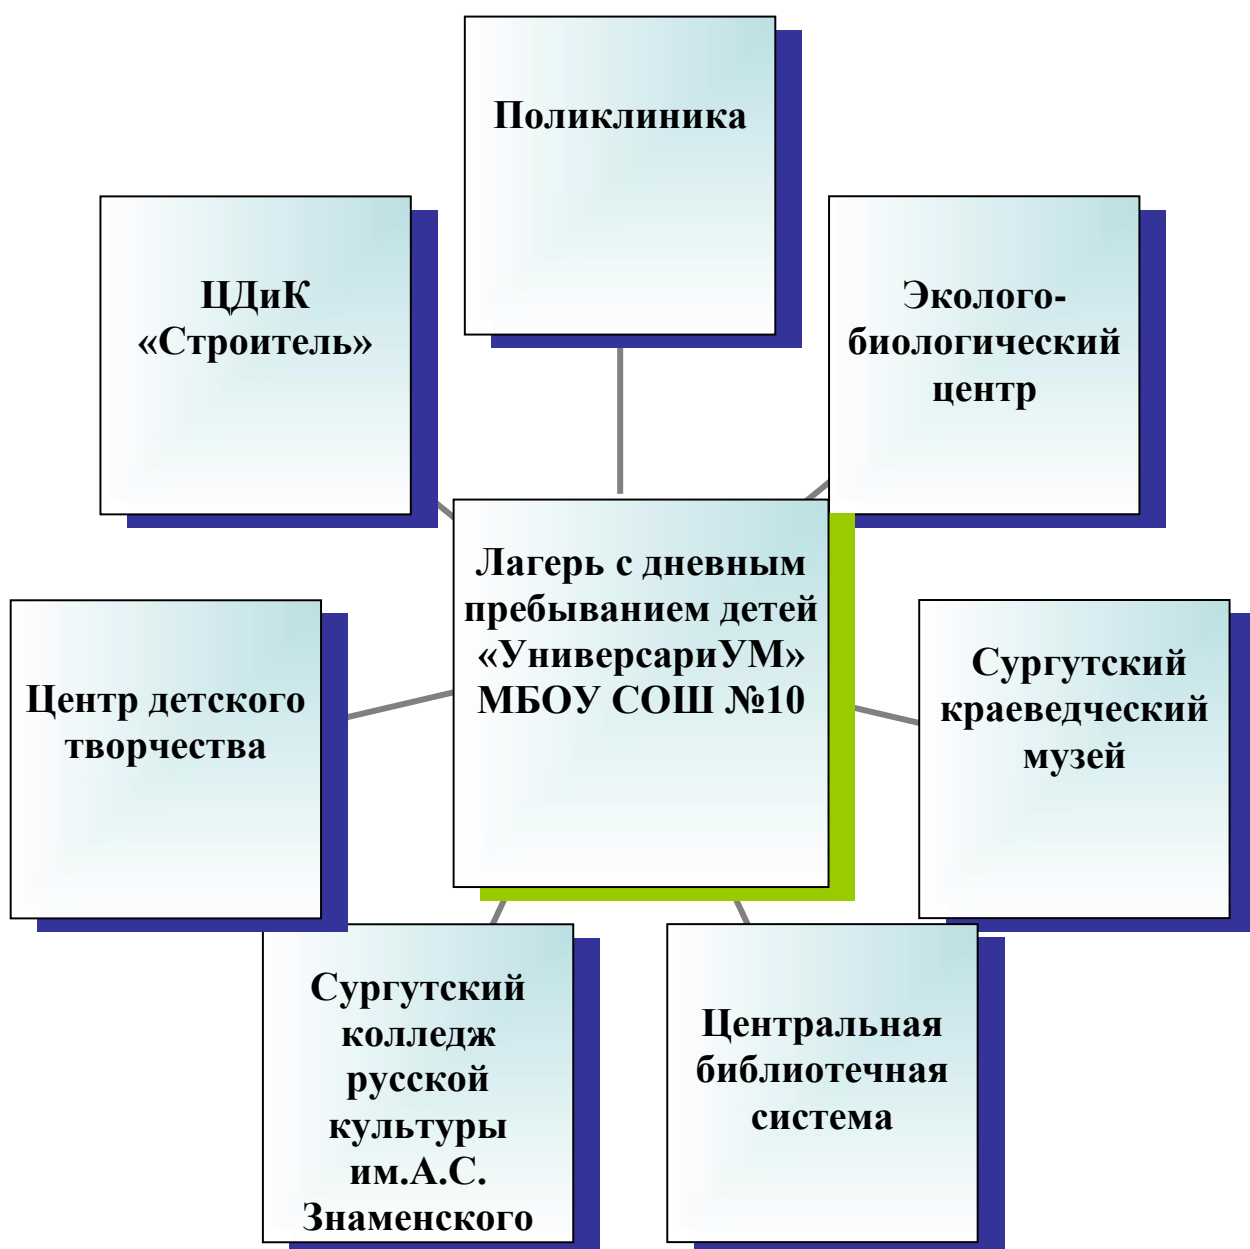 Поликлиника
ЦДиК
«Строитель»
Эколого-
биологический
центр
Лагерь с дневным
пребыванием детей
«УниверсариУМ»
МБОУ СОШ №10
Центр детского
творчества
Сургутский
краеведческий
музей
Сургутский
колледж
русской
культуры
им.А.С.
Знаменского
Центральная
библиотечная
система